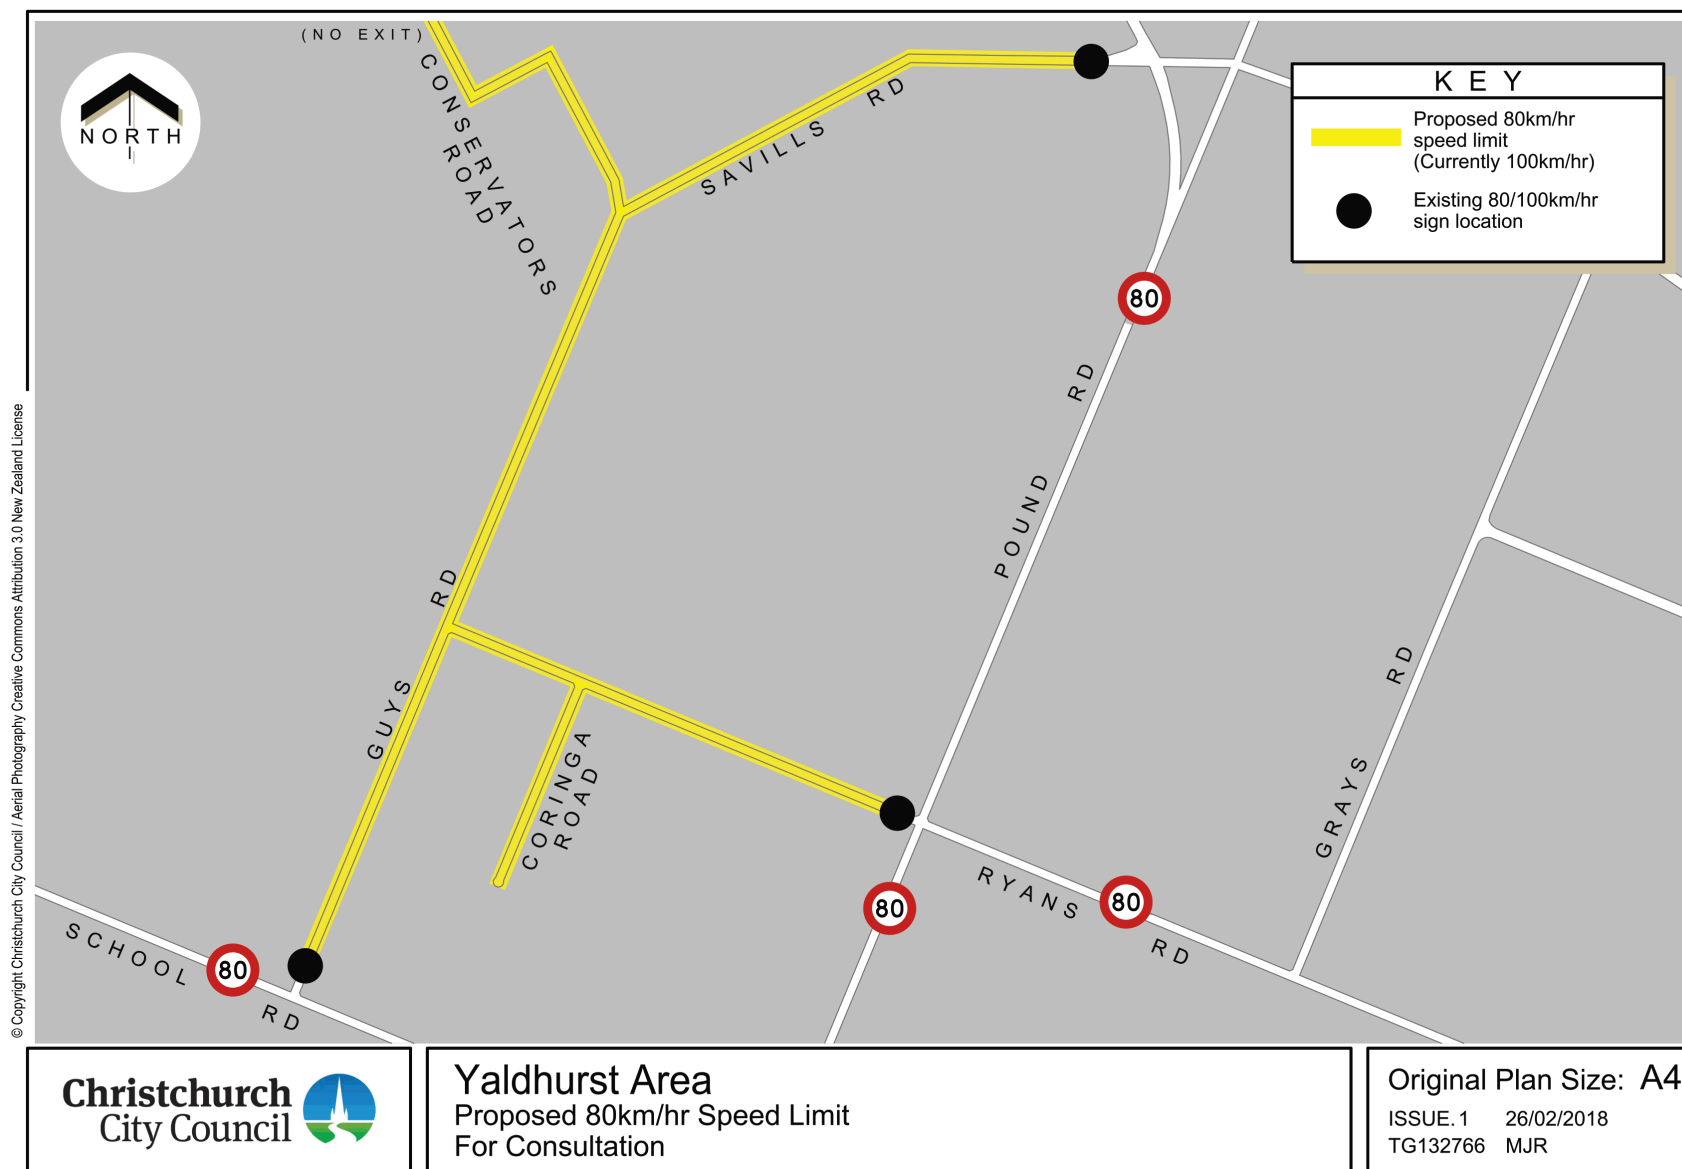 (NO EXIT)
CONSERVATORS
ROAD
NORTH
SAVILLS RD
KEY
Proposed 80km/hr
speed limit
(Currently 100km/hr)
Existing 80/100km/hr
sign location
80
POUND RD
GUYS RD
CORINGA
ROAD
GRAYS RD
80
RYANS RD
80
SCHOOL RD
80
© Copyright Christchurch City Council / Aerial Photography Creative Commons Attribution 3.0 New Zealand License
Christchurch
City Council
Yaldhurst Area
Proposed 80km/hr Speed Limit
For Consultation
Original Plan Size: A4
ISSUE. 1 26/02/2018
TG132766 MJR